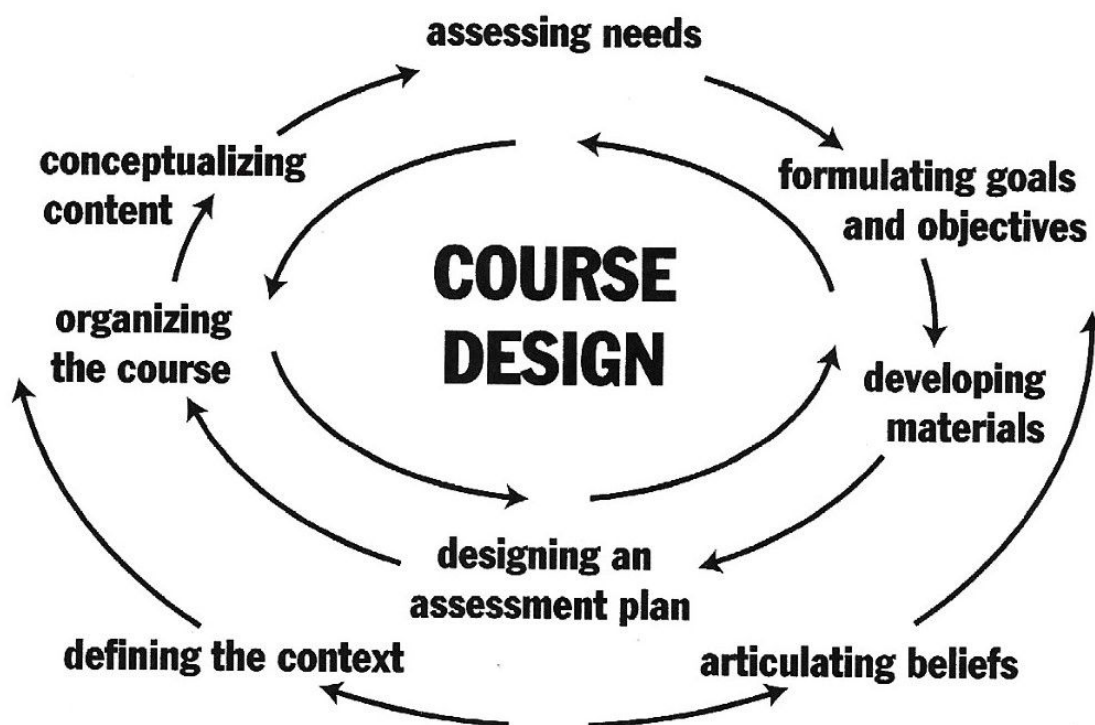 assessing needs
conceptualizing
content
formulating goals
and objectives
COURSE
DESIGN
organizing
the course
developing
materials
designing an
assessment plan
defining the context
articulating beliefs